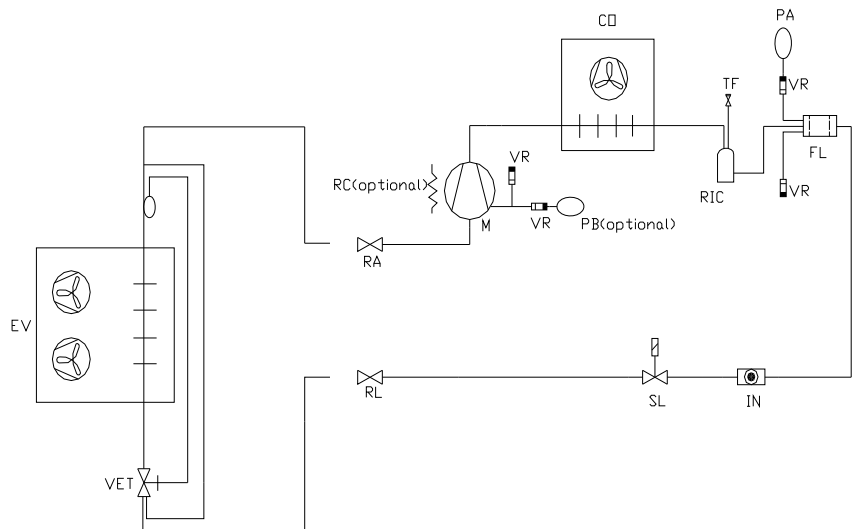 PA
CO
TF
VR
FL
VR
RC(optional)
RIC
VR
M
VR
PB(optional)
RA
EV
RL
SL
IN
VET